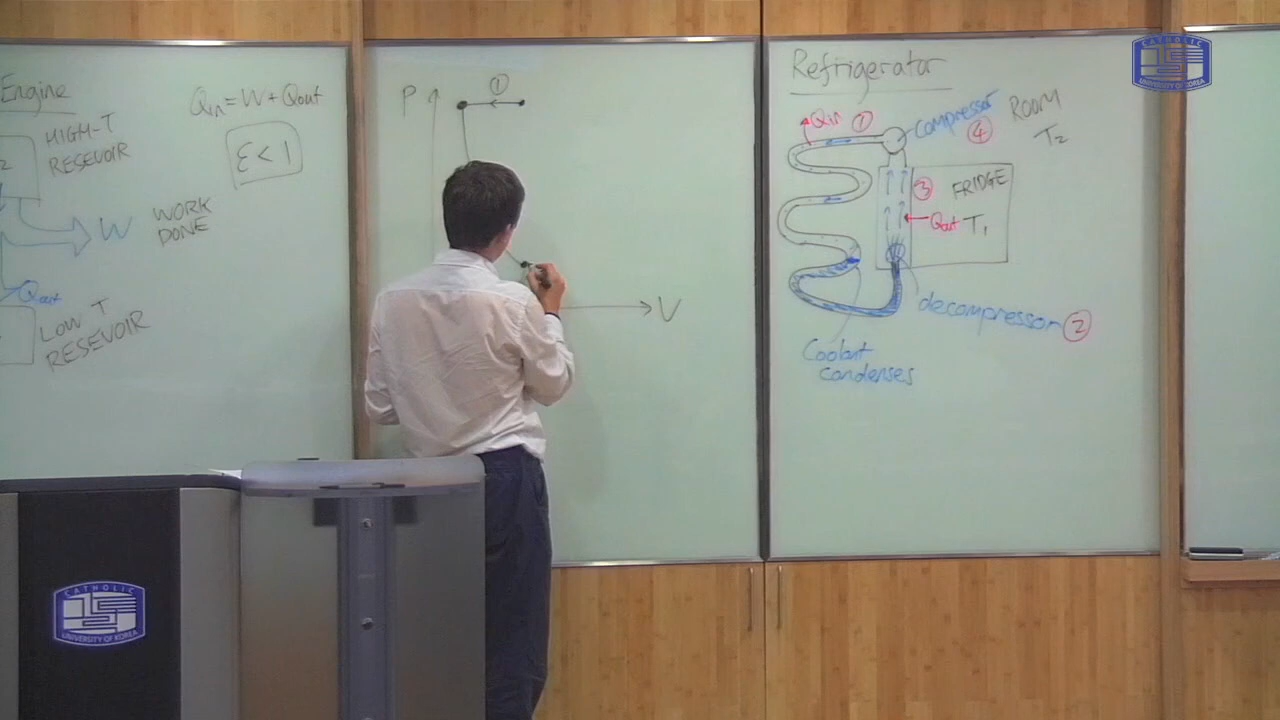 Engine
Qin = W + Qout
ε < 1
HIGH-T
RESEVOIR
2
W
WORK
DONE
Qout
LOW T
RESEVOIR
P
①
V
Refrigerator
Qin ①
compressor
④
ROOM
T₂
③
FRIDGE
Qout T₁
decompressor ②
Coolant
condenses
CATHOLIC
UNIVERSITY OF KOREA
CATHOLIC
UNIVERSITY OF KOREA